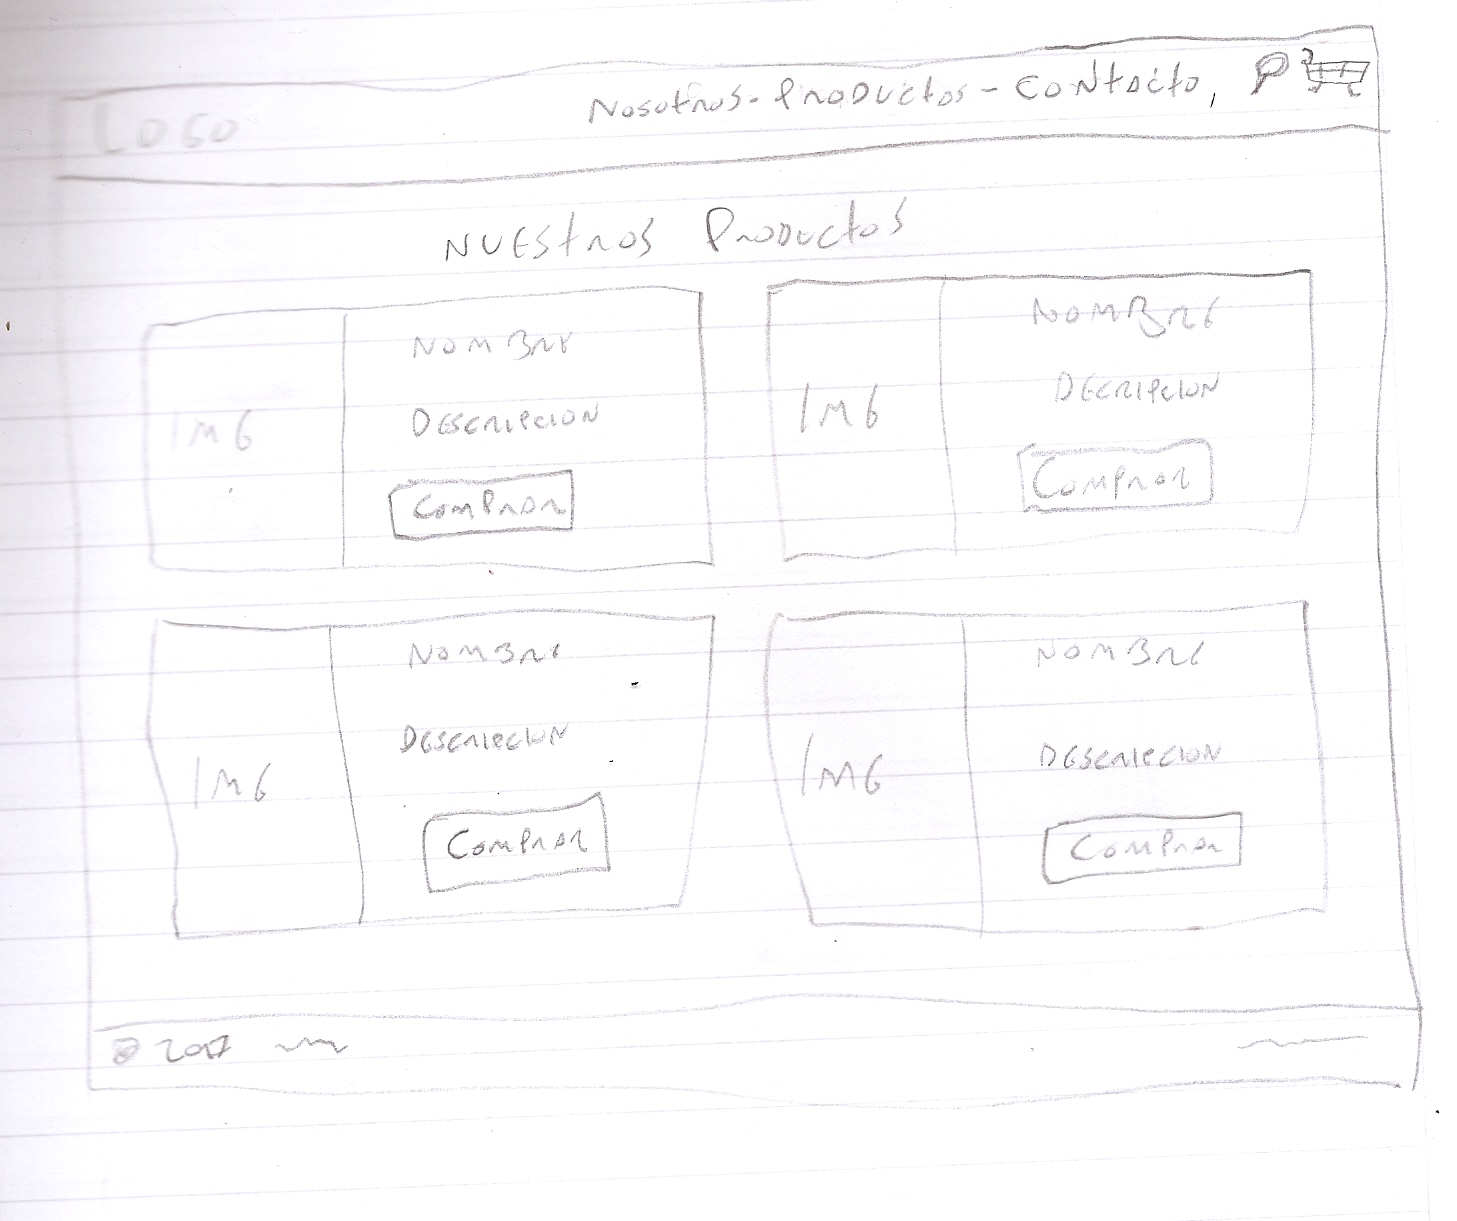 Logo
Nosotros - Productos - Contacto,
Nuestros Productos
Nombre
Descripcion
Comprar
IMG
Nombre
Decripcion
Comprar
IMG
Nombre
Descripcion
Comprar
IMG
Nombre
Descripcion
Comprar
IMG
© 2017